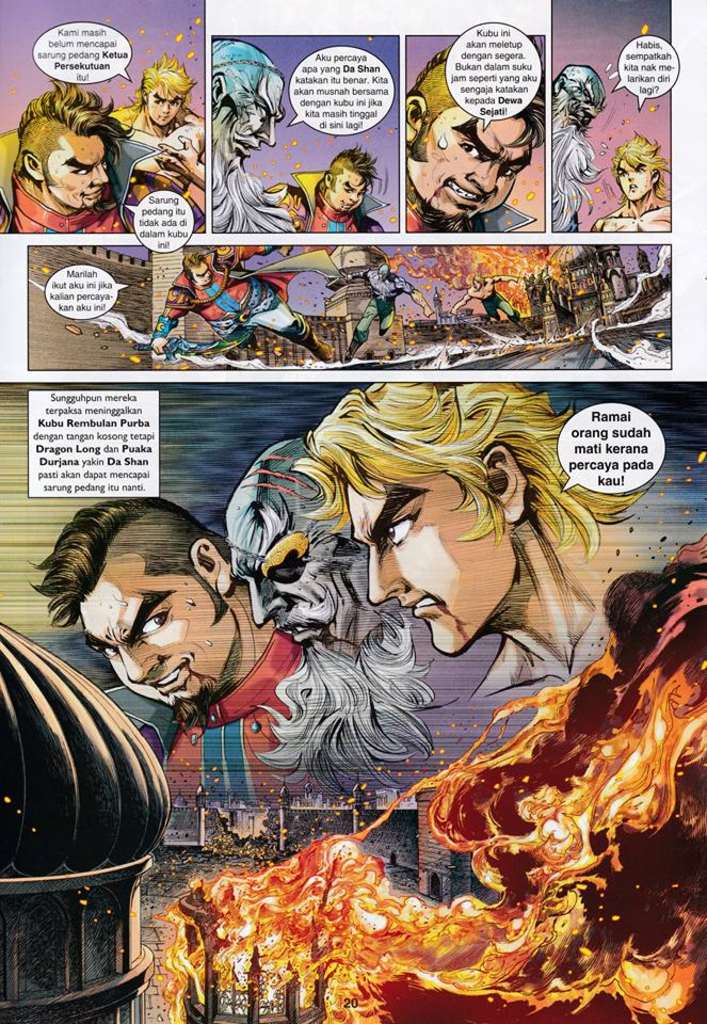 Kami masih
belum mencapai
sarung pedang Ketua
Persekutuan
itu!
Sarung
pedang itu
tidak ada di
dalam kubu
ini!
Aku percaya
apa yang Da Shan
katakan itu benar. Kita
akan musnah bersama
dengan kubu ini jika
kita masih tinggal
di sini lagi!
Kubu ini
akan meletup
dengan segera.
Bukan dalam suku
jam seperti yang aku
sengaja katakan
kepada Dewa
Sejati!
Habis,
sempatkah
kita nak me-
larikan diri
lagi?
Marilah
ikut aku ini jika
kalian percaya-
kan aku ini!
Sungguhpun mereka
terpaksa meninggalkan
Kubu Rembulan Purba
dengan tangan kosong tetapi
Dragon Long dan Puaka
Durjana yakin Da Shan
pasti akan dapat mencapai
sarung pedang itu nanti.
Ramai
orang sudah
mati kerana
percaya pada
kau!
20